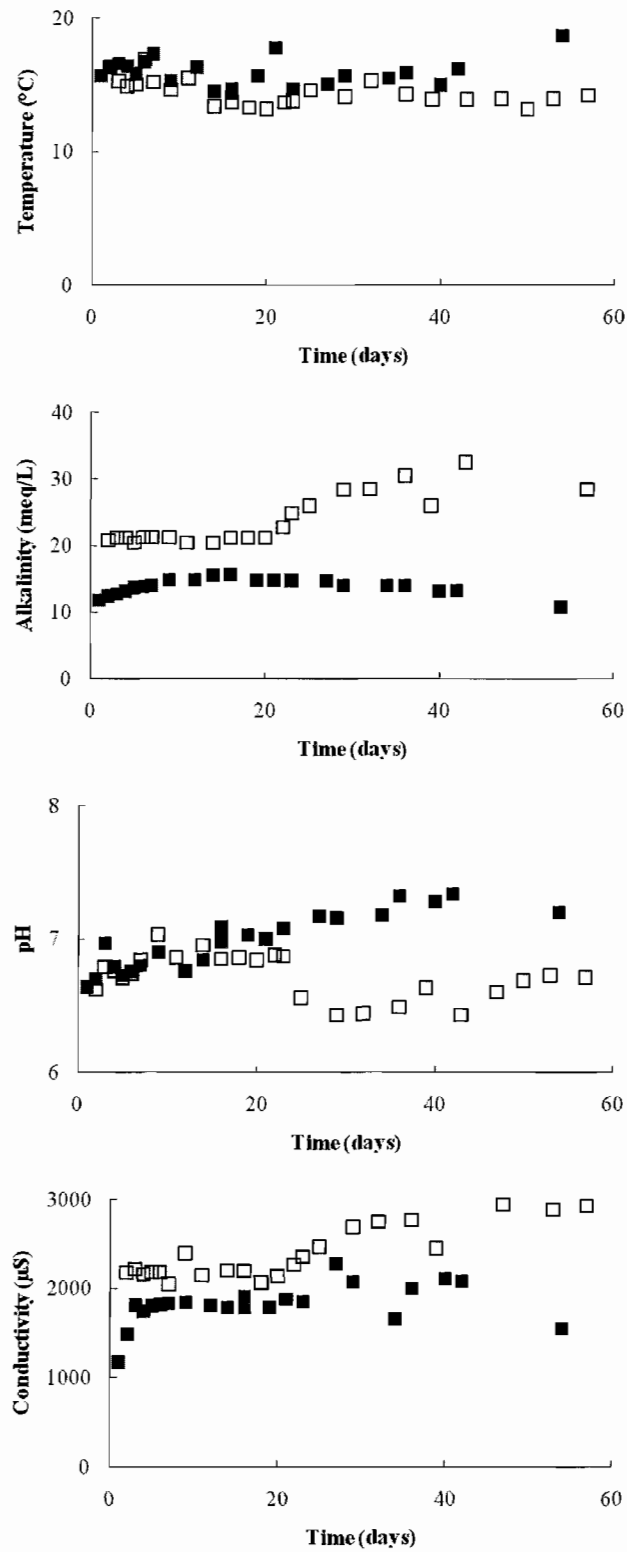 20
10
0
Temperature (°C)
0 20 40 60
Time (days)
40
30
20
10
0
Alkalinity (meq/L)
0 20 40 60
Time (days)
8
7
6
pH
0 20 40 60
Time (days)
3000
2000
1000
0
Conductivity (µS)
0 20 40 60
Time (days)